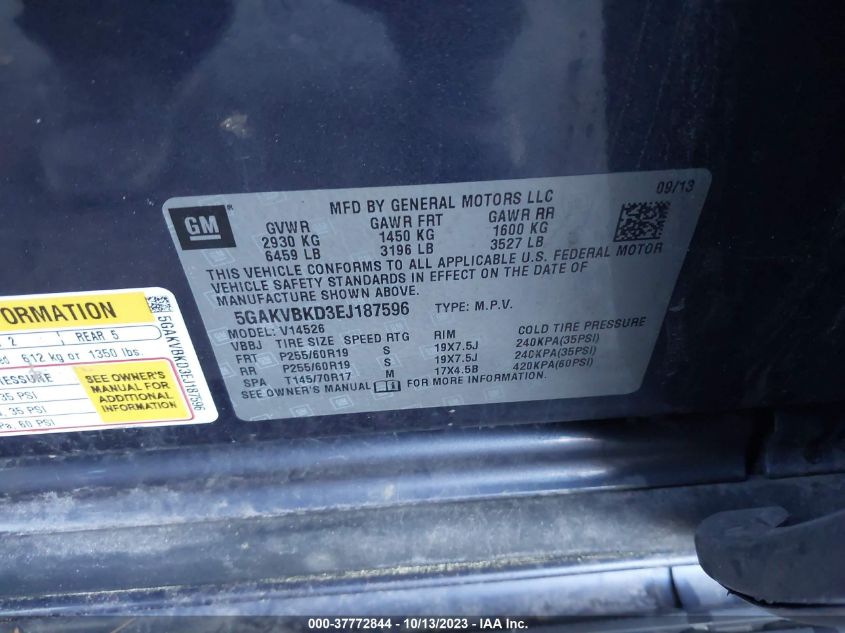 GM
MFD BY GENERAL MOTORS LLC
09/13
GVWR GAWR FRT GAWR RR
2930 KG 1450 KG 1600 KG
6459 LB 3196 LB 3527 LB
THIS VEHICLE CONFORMS TO ALL APPLICABLE U.S. FEDERAL MOTOR
VEHICLE SAFETY STANDARDS IN EFFECT ON THE DATE OF
MANUFACTURE SHOWN ABOVE.
5GAKVBKD3EJ187596 TYPE: M.P.V.
MODEL: V14526
VBBJ TIRE SIZE SPEED RTG RIM COLD TIRE PRESSURE
FRT P255/60R19 S 19X7.5J 240KPA(35PSI)
RR P255/60R19 S 19X7.5J 240KPA(35PSI)
SPA T145/70R17 M 17X4.5B 420KPA(60PSI)
SEE OWNER'S MANUAL FOR MORE INFORMATION
FORMATION
2 REAR 5
612 kg or 1350 lbs.
PRESSURE
35 PSI
35 PSI
60 PSI
SEE OWNER'S
MANUAL FOR
ADDITIONAL
INFORMATION
5GAKVBKD3EJ187596
000-37772844 - 10/13/2023 - IAA Inc.